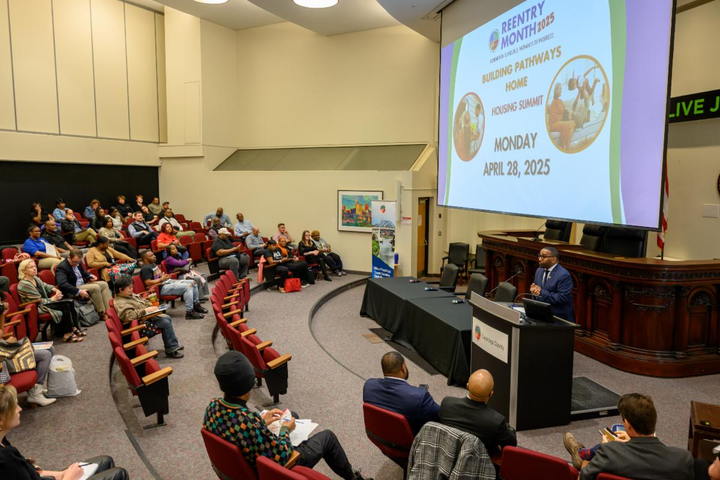 REENTRY
MONTH 2025
BUILDING PATHWAYS
HOME
HOUSING SUMMIT
MONDAY
APRIL 28, 2025
LIVE J